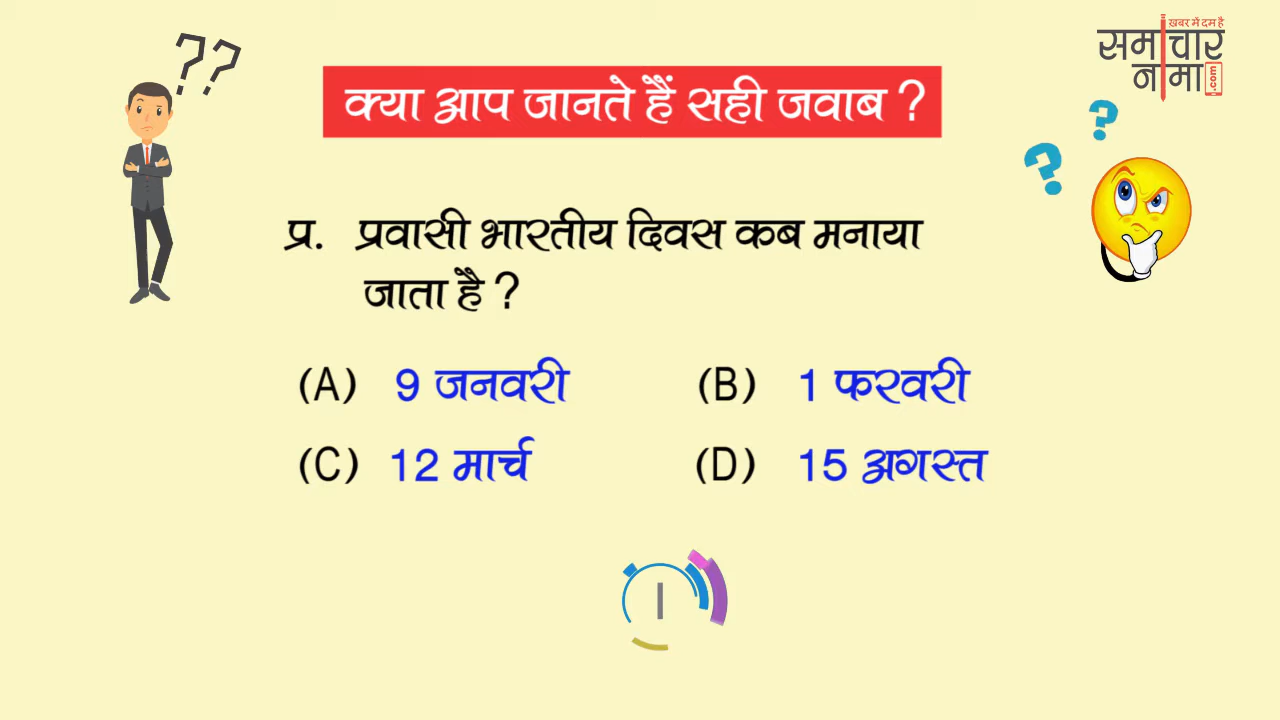 ख़बर में दम है
समाचार
नामा.com
??
क्या आप जानते हैं सही जवाब ?
? ?
प्र. प्रवासी भारतीय दिवस कब मनाया
जाता है ?
(A) 9 जनवरी (B) 1 फरवरी
(C) 12 मार्च (D) 15 अगस्त